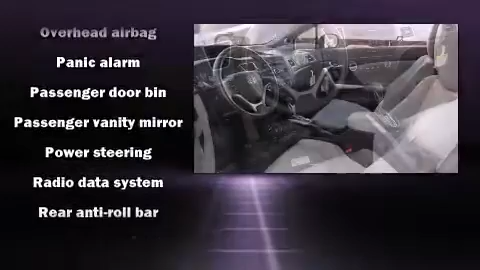 Overhead airbag
Panic alarm
Passenger door bin
Passenger vanity mirror
Power steering
Radio data system
Rear anti-roll bar